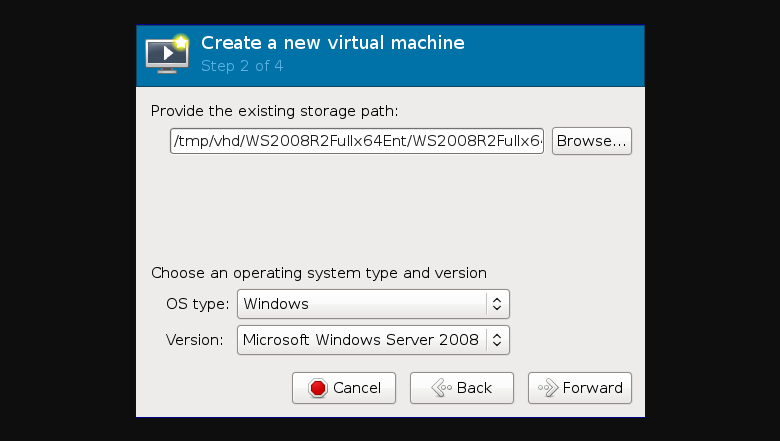 Create a new virtual machine
Step 2 of 4
Provide the existing storage path:
/tmp/vhd/WS2008R2Fullx64Ent/WS2008R2Fullx6 Browse...
Choose an operating system type and version
OS type: Windows
Version: Microsoft Windows Server 2008
Cancel Back Forward